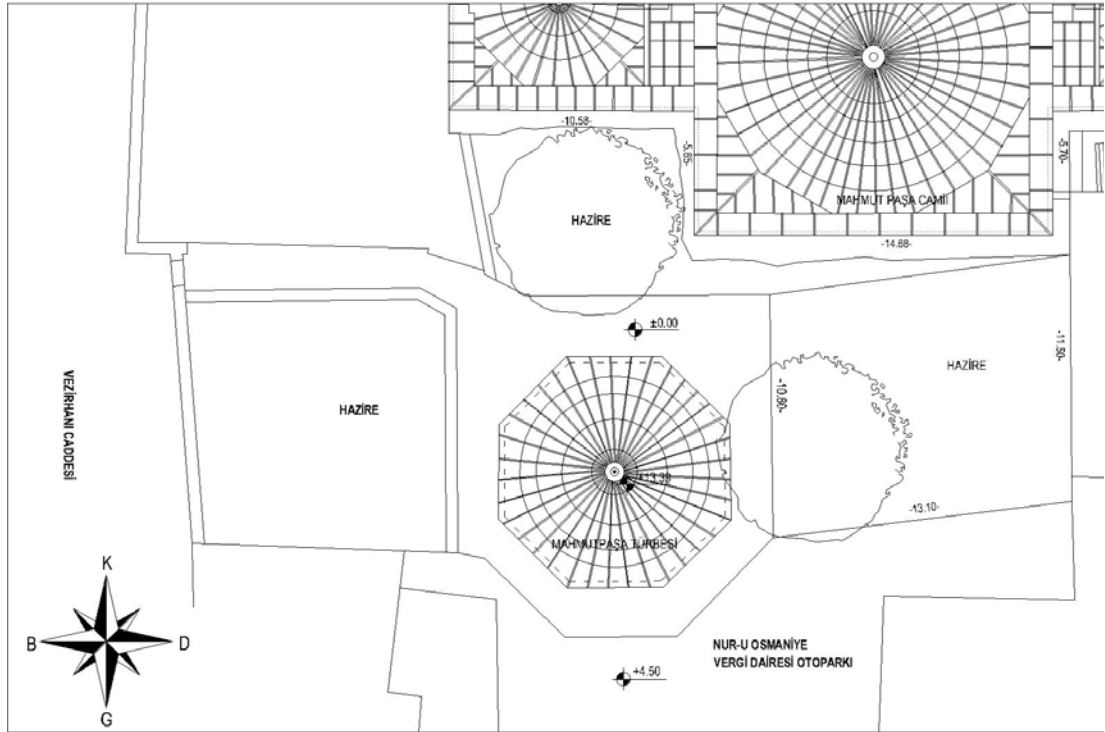 -10.58-
-5.65-
-5.70-
MAHMUT PAŞA CAMİİ
HAZİRE
-14.68-
±0.00
VEZİRHANI CADDESİ
HAZİRE
-10.80-
HAZİRE
-11.50-
+13.39
-13.10-
MAHMUTPAŞA TÜRBESİ
K
B
D
G
NUR-U OSMANİYE
VERGİ DAİRESİ OTOPARKI
+4.50